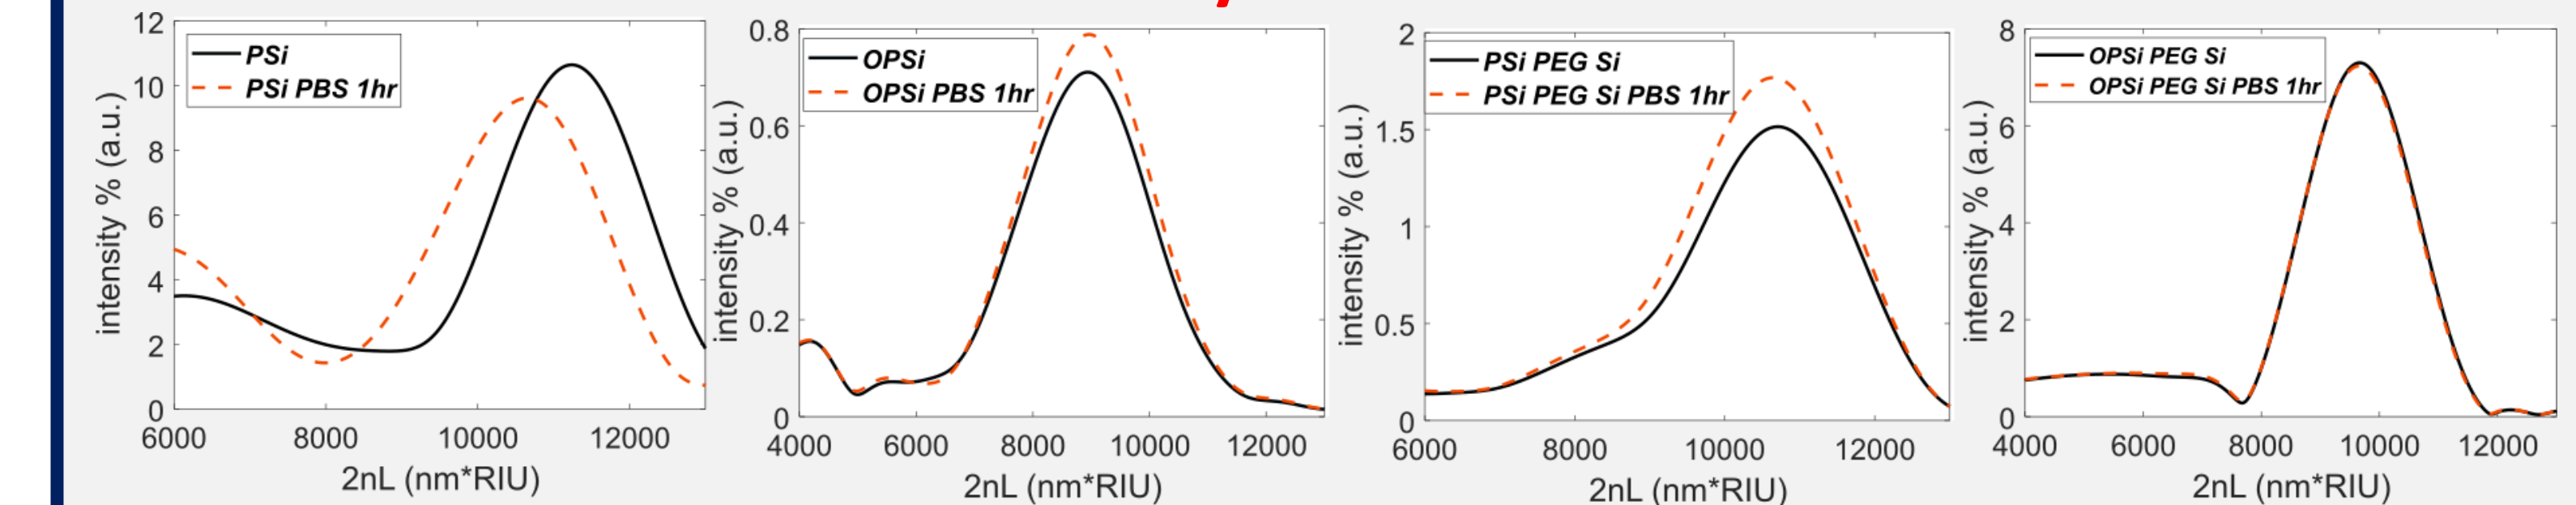 12
10
8
6
4
2
0
6000 8000 10000 12000
intensity % (a.u.)
2nL (nm*RIU)
PSi
PSi PBS 1hr
0.8
0.6
0.4
0.2
0
4000 6000 8000 10000 12000
intensity % (a.u.)
2nL (nm*RIU)
OPSi
OPSi PBS 1hr
2
1.5
1
0.5
0
6000 8000 10000 12000
intensity % (a.u.)
2nL (nm*RIU)
PSi PEG Si
PSi PEG Si PBS 1hr
8
6
4
2
0
4000 6000 8000 10000 12000
intensity % (a.u.)
2nL (nm*RIU)
OPSi PEG Si
OPSi PEG Si PBS 1hr